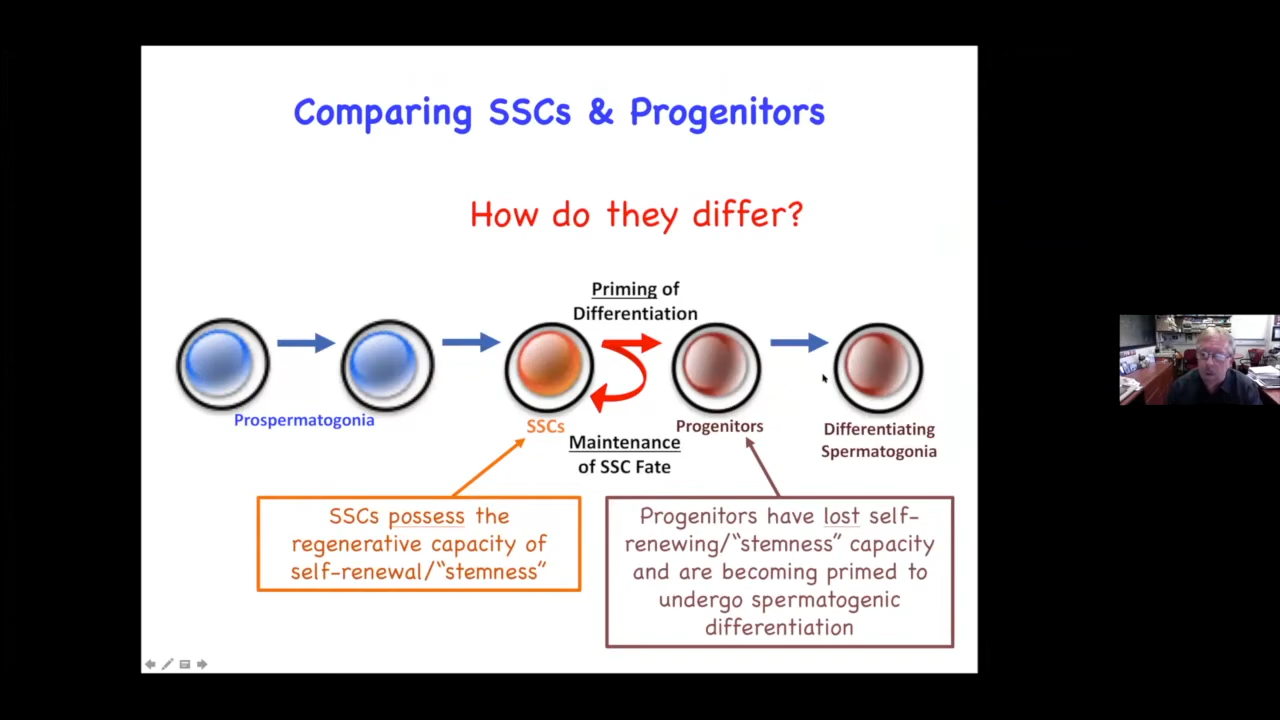 Comparing SSCs & Progenitors
How do they differ?
Priming of
Differentiation
Prospermatogonia
SSCs
Maintenance
of SSC Fate
Progenitors
Differentiating
Spermatogonia
SSCs possess the
regenerative capacity of
self-renewal/“stemness”
Progenitors have lost self-
renewing/“stemness” capacity
and are becoming primed to
undergo spermatogenic
differentiation